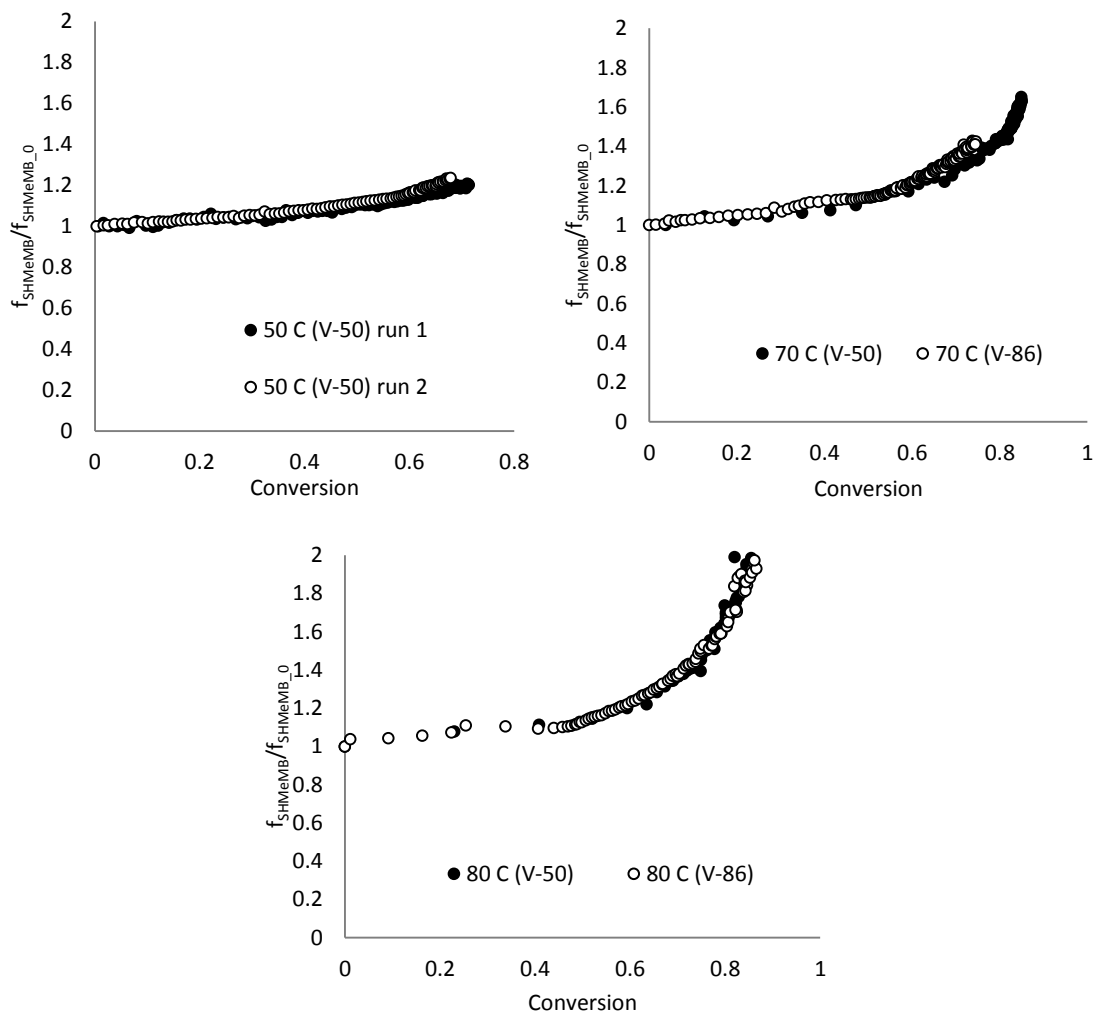 2
1.8
1.6
1.4
1.2
1
0.8
0.6
0.4
0.2
0
f_SHMeMB/f_SHMeMB_0
50 C (V-50) run 1
50 C (V-50) run 2
0 0.2 0.4 0.6 0.8
Conversion
2
1.8
1.6
1.4
1.2
1
0.8
0.6
0.4
0.2
0
f_SHMeMB/f_SHMeMB_0
70 C (V-50) 70 C (V-86)
0 0.2 0.4 0.6 0.8 1
Conversion
2
1.8
1.6
1.4
1.2
1
0.8
0.6
0.4
0.2
0
f_SHMeMB/f_SHMeMB_0
80 C (V-50) 80 C (V-86)
0 0.2 0.4 0.6 0.8 1
Conversion